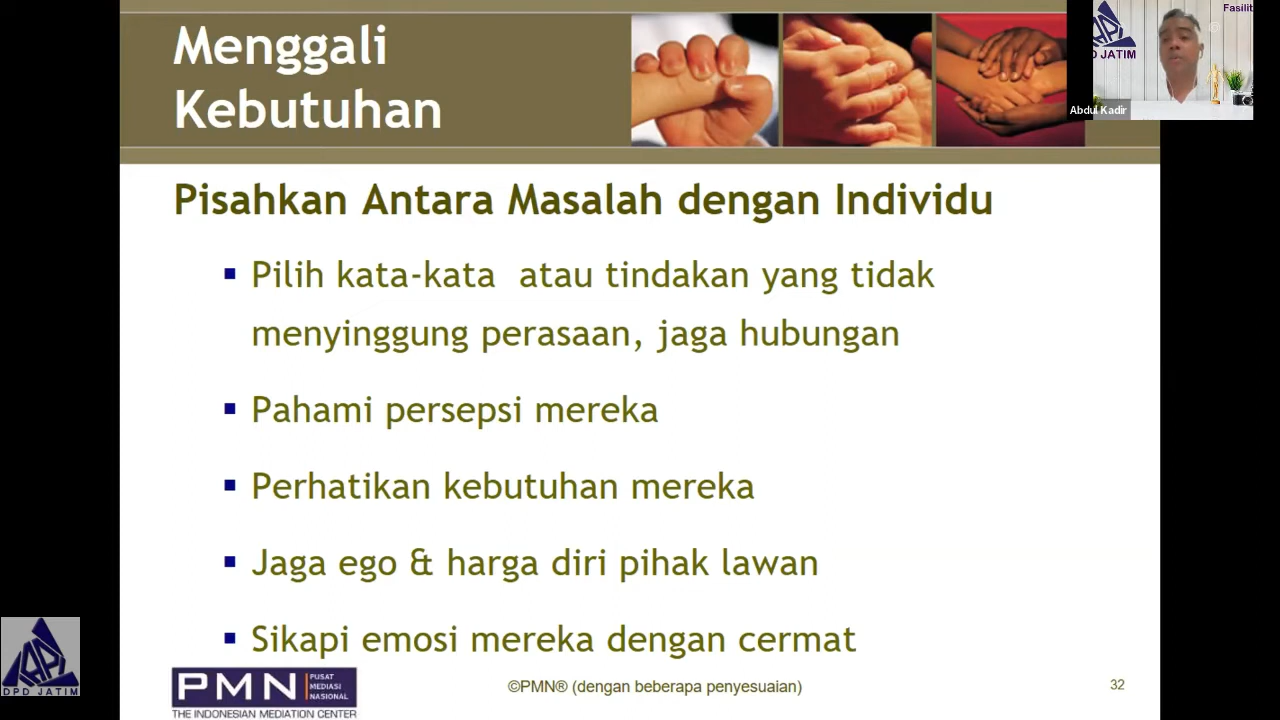 Menggali
Kebutuhan
Fasilit
D JATIM
Abdul Kadir
Pisahkan Antara Masalah dengan Individu
Pilih kata-kata atau tindakan yang tidak
menyinggung perasaan, jaga hubungan
Pahami persepsi mereka
Perhatikan kebutuhan mereka
Jaga ego & harga diri pihak lawan
Sikapi emosi mereka dengan cermat
DPD JATIM
PMN
PUSAT
MEDIASI
NASIONAL
THE INDONESIAN MEDIATION CENTER
©PMN® (dengan beberapa penyesuaian)
32